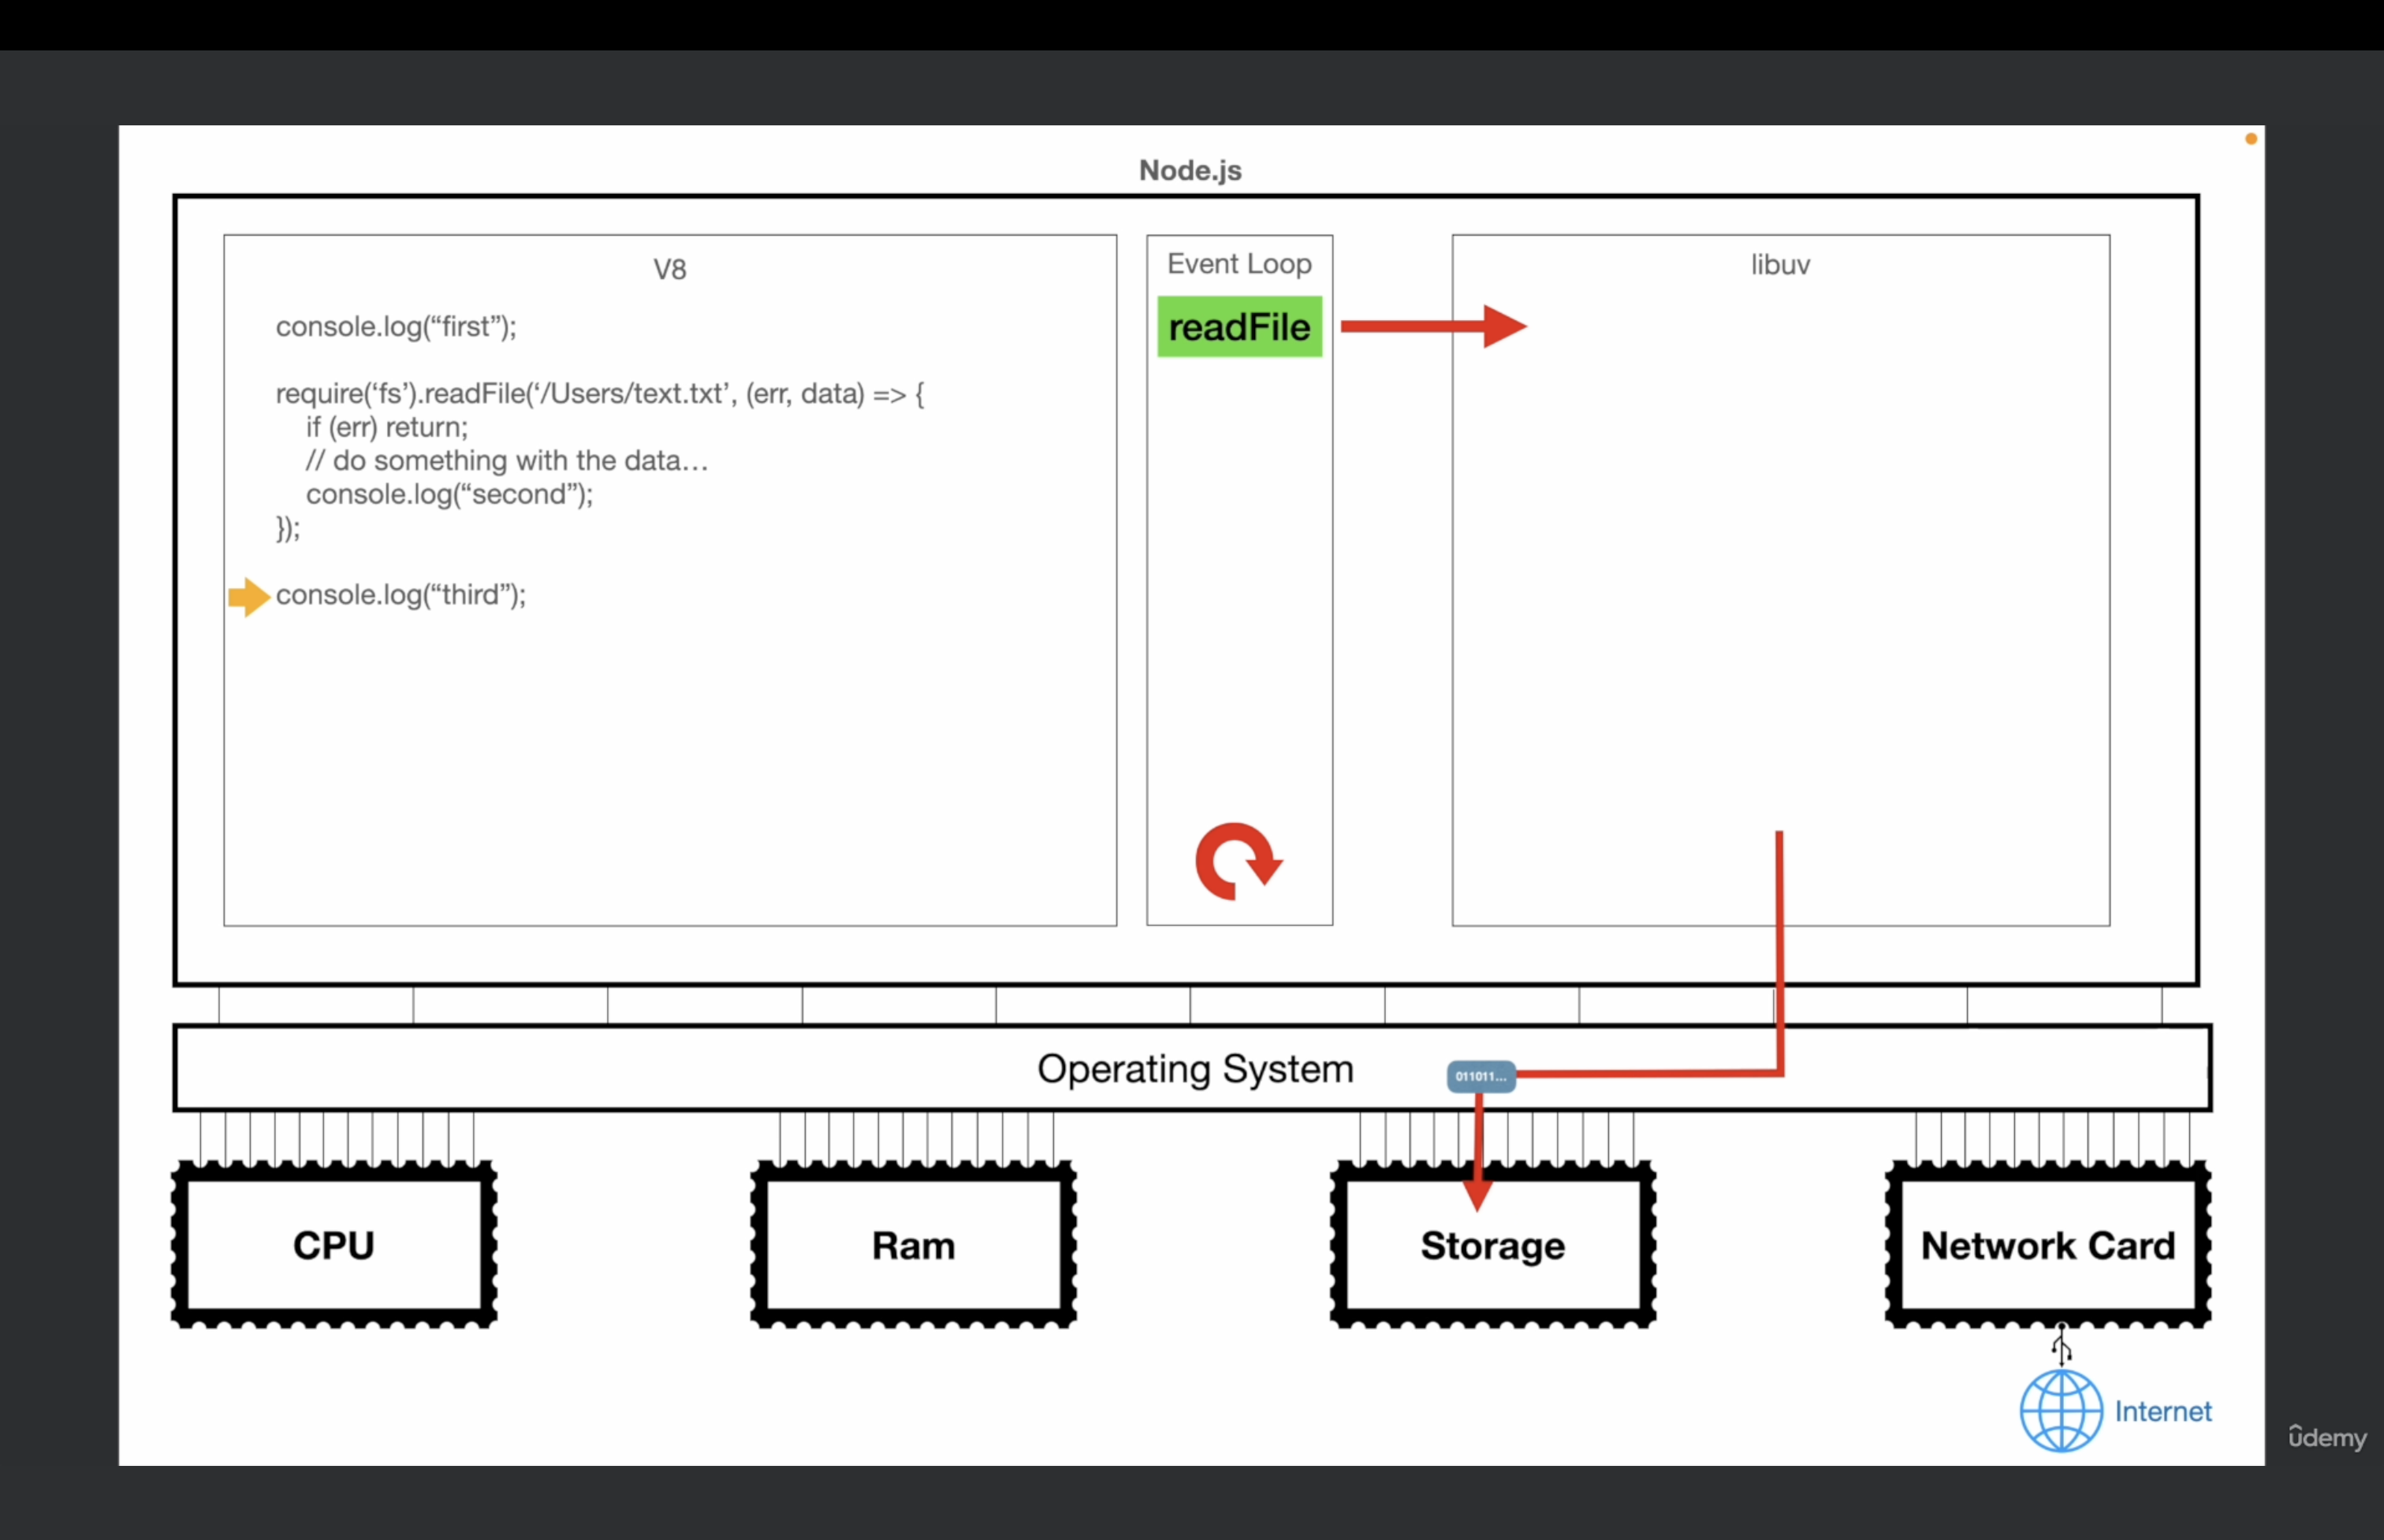 Node.js
V8
console.log(“first”);
require(‘fs’).readFile(‘/Users/text.txt’, (err, data) => {
if (err) return;
// do something with the data…
console.log(“second”);
});
console.log(“third”);
Event Loop
readFile
libuv
Operating System
011011...
CPU
Ram
Storage
Network Card
Internet
ûdemy